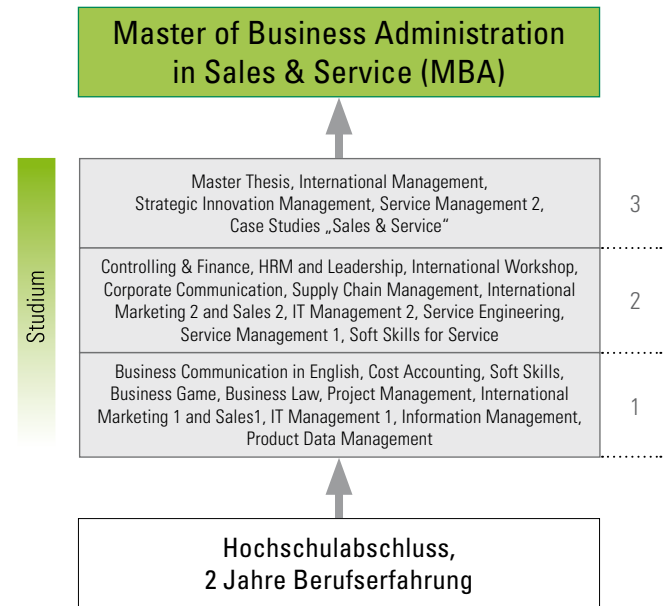 Master of Business Administration
in Sales & Service (MBA)
Studium
Master Thesis, International Management,
Strategic Innovation Management, Service Management 2,
Case Studies „Sales & Service“
3
Controlling & Finance, HRM and Leadership, International Workshop,
Corporate Communication, Supply Chain Management, International
Marketing 2 and Sales 2, IT Management 2, Service Engineering,
Service Management 1, Soft Skills for Service
2
Business Communication in English, Cost Accounting, Soft Skills,
Business Game, Business Law, Project Management, International
Marketing 1 and Sales1, IT Management 1, Information Management,
Product Data Management
1
Hochschulabschluss,
2 Jahre Berufserfahrung